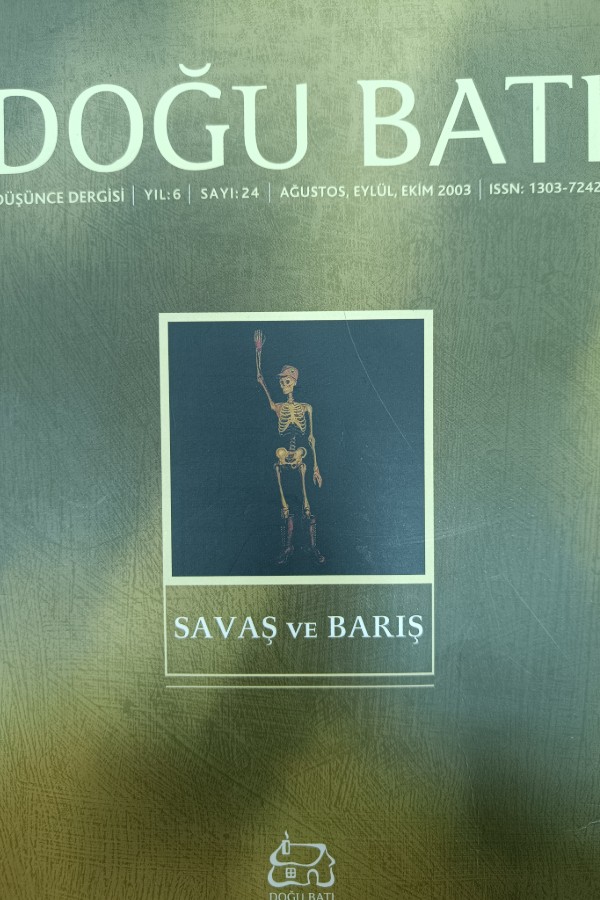 DOĞU BATI
DÜŞÜNCE DERGİSİ | YIL: 6 | SAYI: 24 | AĞUSTOS, EYLÜL, EKİM 2003 | ISSN: 1303-7242
SAVAŞ VE BARIŞ
DOĞU BATI